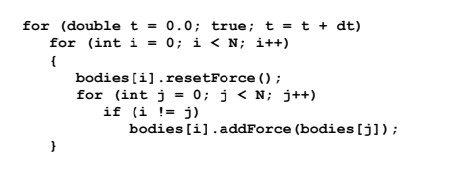 for (double t = 0.0; true; t = t + dt)
   for (int i = 0; i < N; i++)
   {
      bodies[i].resetForce();
      for (int j = 0; j < N; j++)
         if (i != j)
            bodies[i].addForce(bodies[j]);
   }